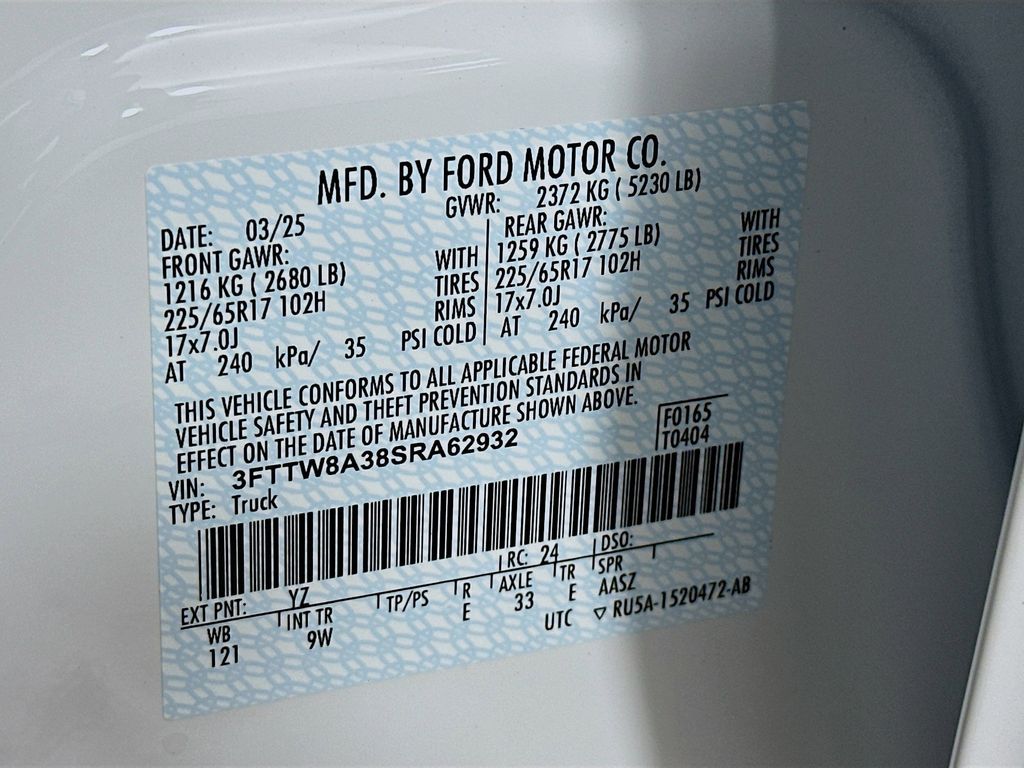 MFD. BY FORD MOTOR CO.
DATE: 03/25 GVWR: 2372 KG ( 5230 LB)
FRONT GAWR: REAR GAWR:
1216 KG ( 2680 LB) WITH 1259 KG ( 2775 LB) WITH
225/65R17 102H TIRES 225/65R17 102H TIRES
17x7.0J RIMS 17x7.0J RIMS
AT 240 kPa/ 35 PSI COLD AT 240 kPa/ 35 PSI COLD
THIS VEHICLE CONFORMS TO ALL APPLICABLE FEDERAL MOTOR
VEHICLE SAFETY AND THEFT PREVENTION STANDARDS IN
EFFECT ON THE DATE OF MANUFACTURE SHOWN ABOVE.
VIN: 3FTTW8A38SRA62932 F0165
TYPE: Truck T0404
EXT PNT: YZ RC: 24 DSO:
WB INT TR TP/PS R AXLE TR SPR
121 9W E 33 E AASZ
UTC ▽ RU5A-1520472-AB